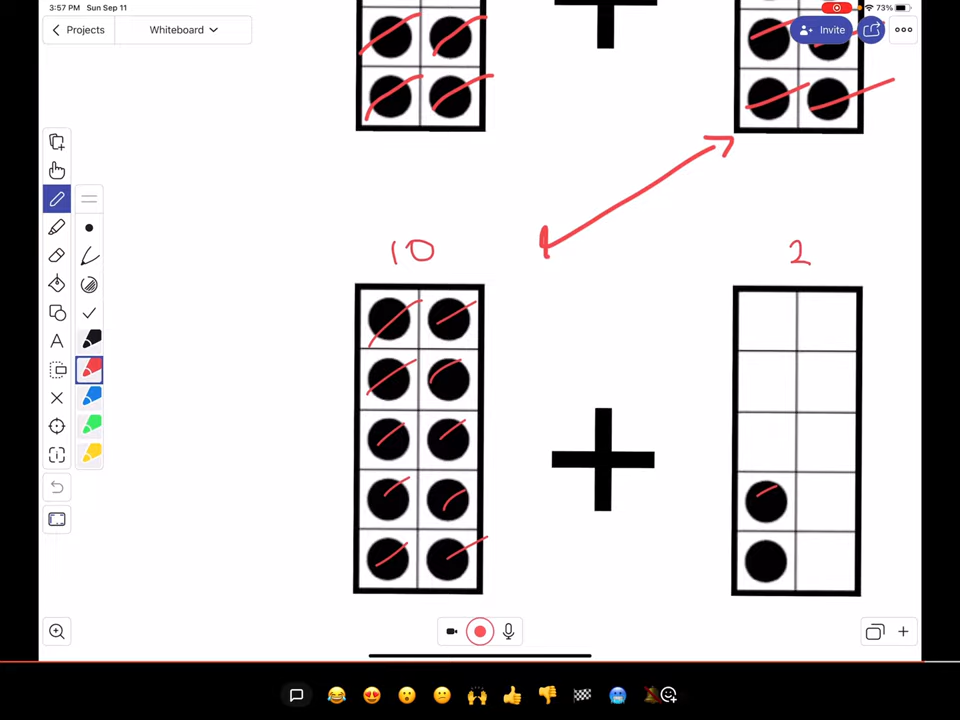 3:57 PM Sun Sep 11
73%
Projects
Whiteboard
Invite
10
2
A